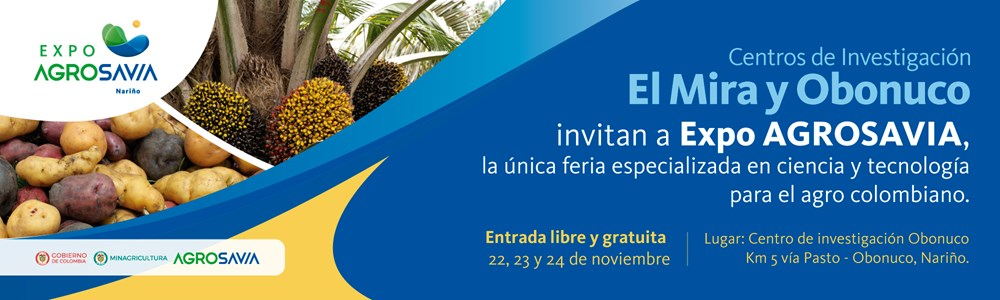 EXPO
AGROSAVIA
Nariño
Centros de Investigación
El Mira y Obonuco
invitan a Expo AGROSAVIA,
la única feria especializada en ciencia y tecnología
para el agro colombiano.
Entrada libre y gratuita
22, 23 y 24 de noviembre
Lugar: Centro de investigación Obonuco
Km 5 vía Pasto - Obonuco, Nariño.
GOBIERNO
DE COLOMBIA
MINAGRICULTURA
AGROSAVIA